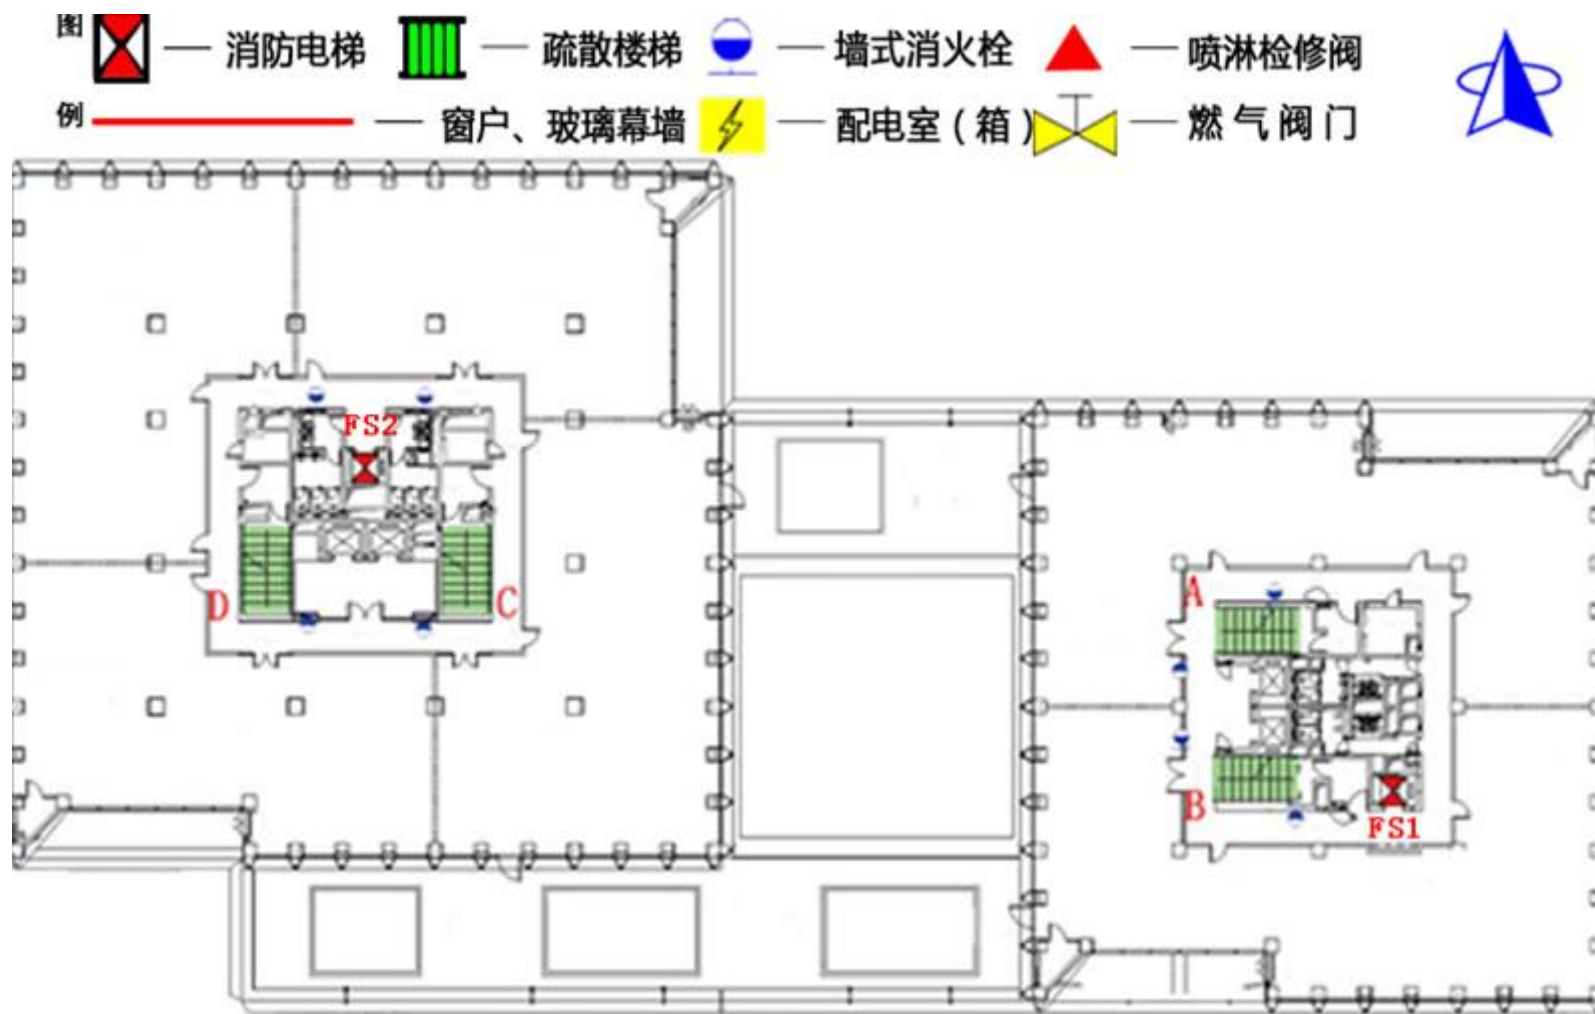 图 消防电梯 疏散楼梯 墙式消火栓 喷淋检修阀
例 窗户、玻璃幕墙 配电室（箱） 燃气阀门
FS2
D
C
A
B
FS1